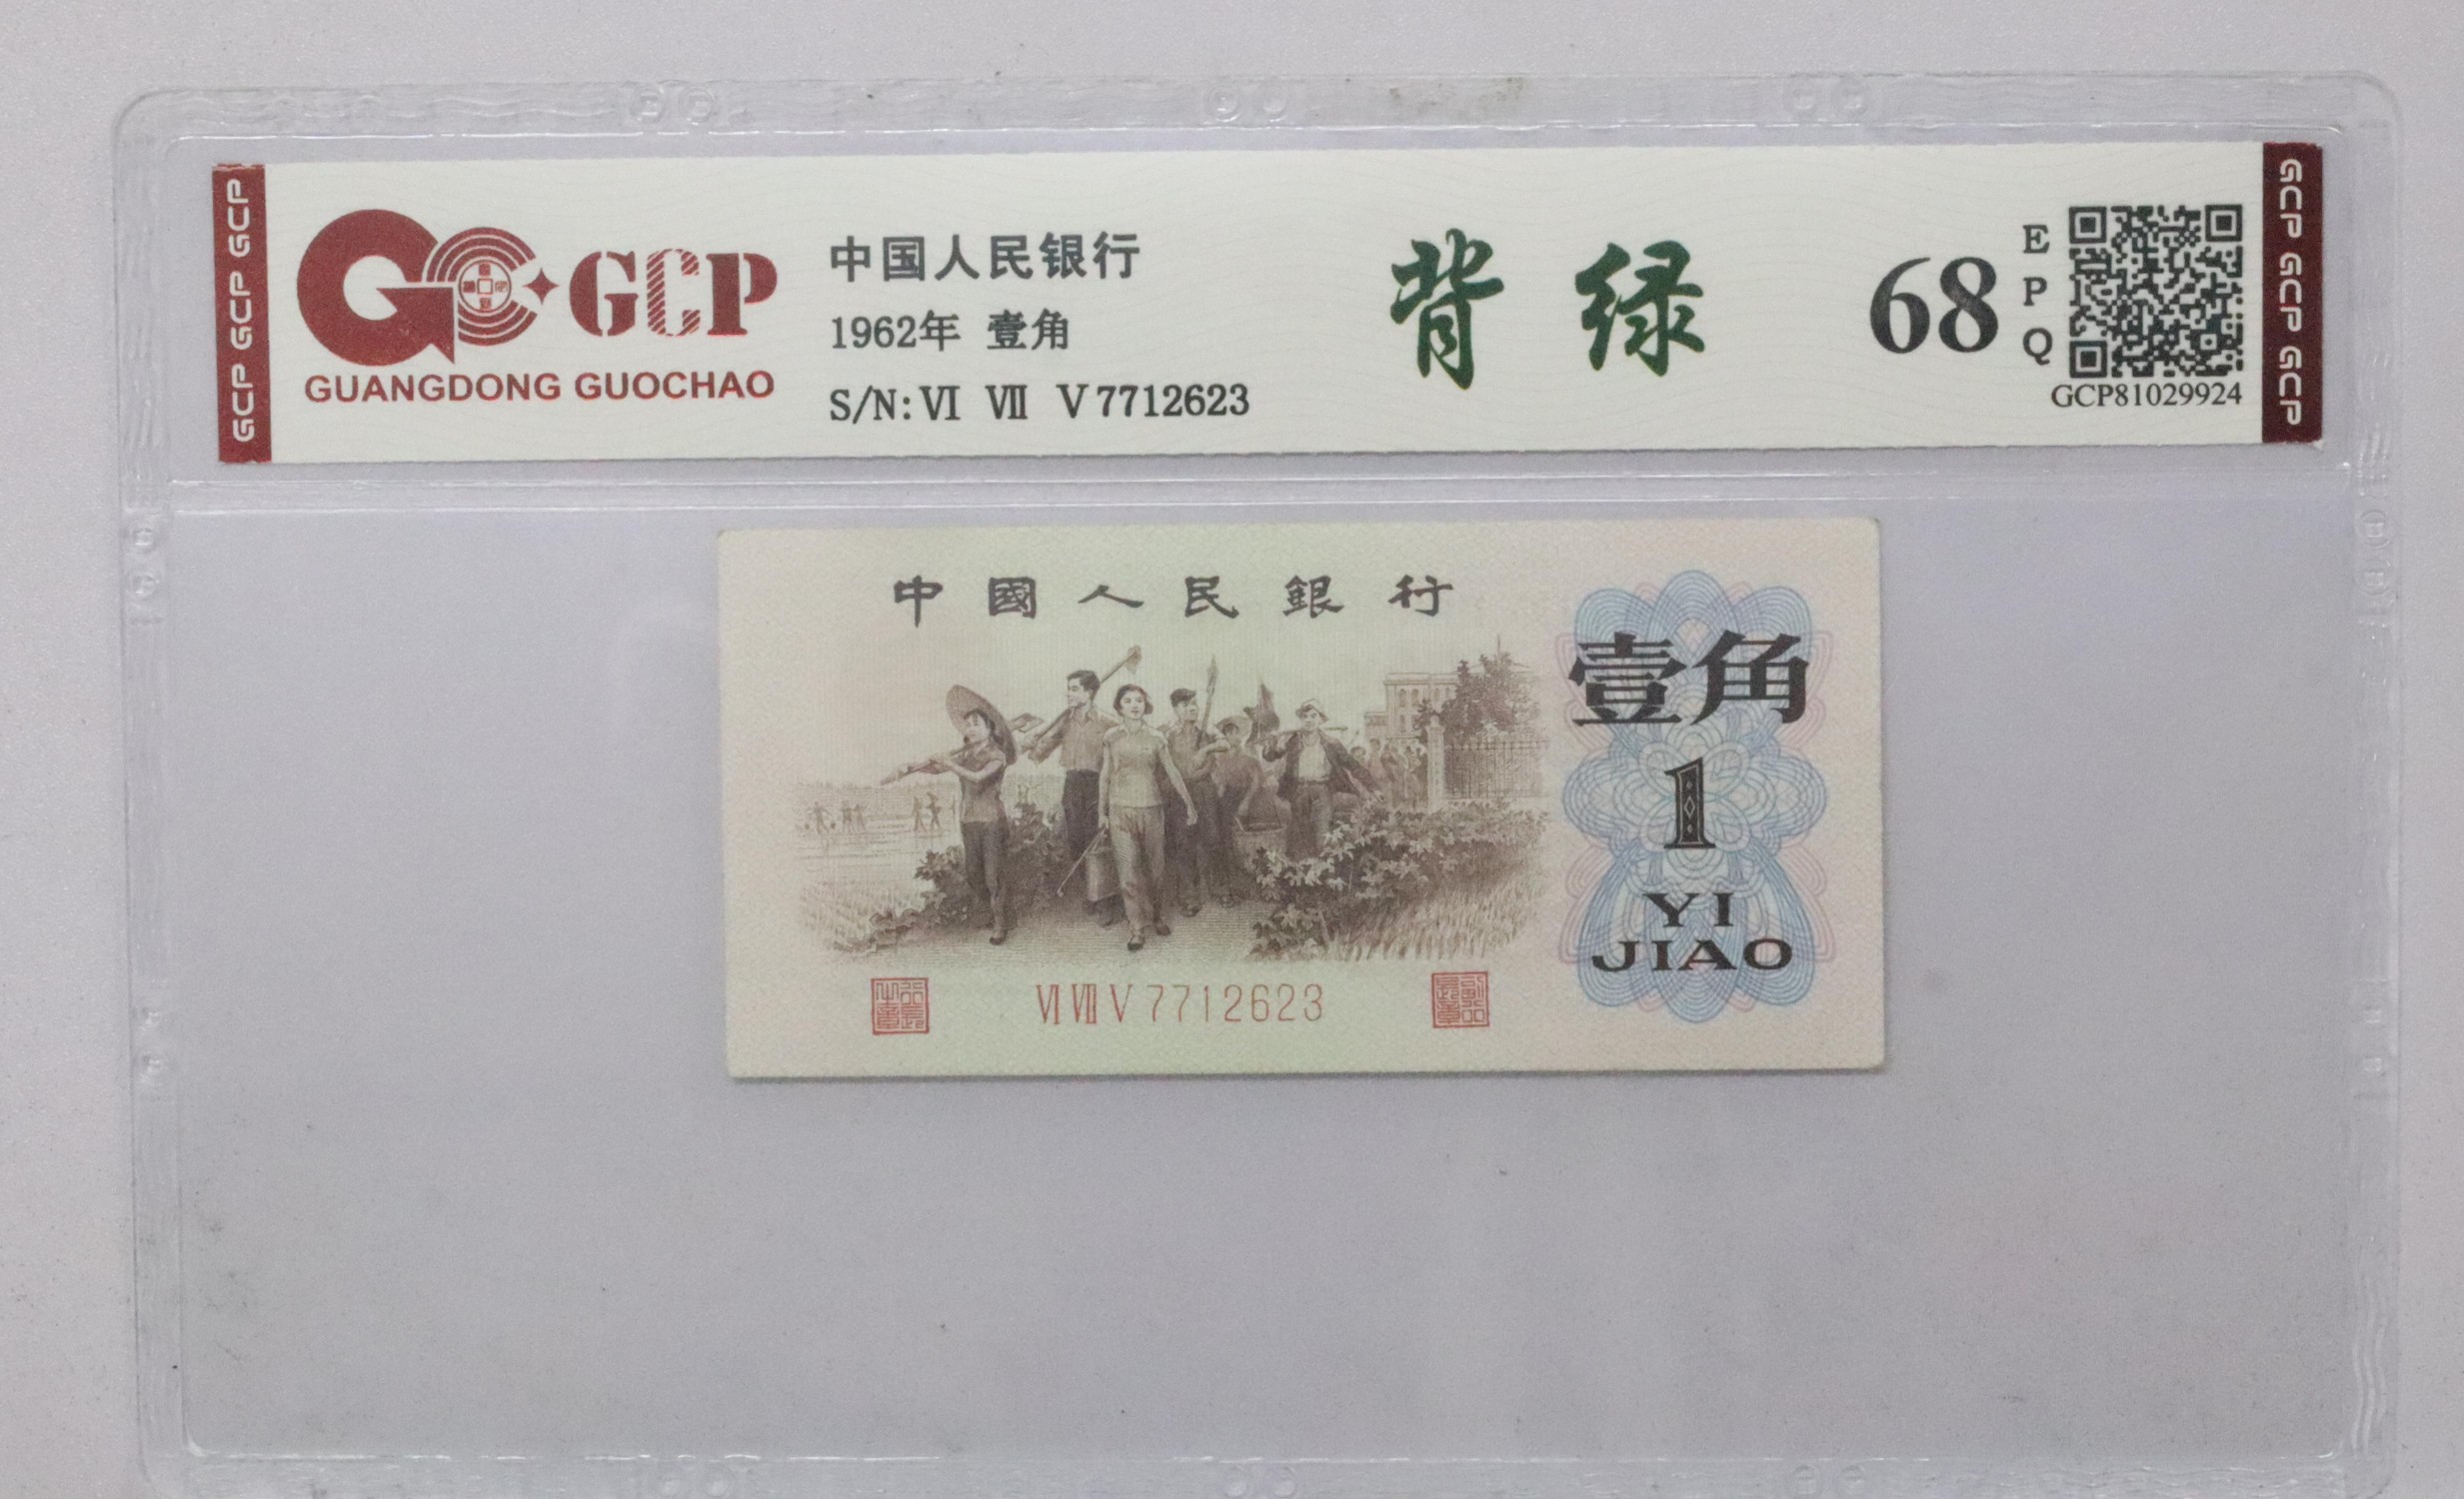 GCP GCP GCP
GCP
GUANGDONG GUOCHAO
中国人民银行
1962年 壹角
S/N: Ⅵ Ⅶ Ⅴ 7712623
背绿
68
EPQ
GCP81029924
GCP GCP GCP
中國人民銀行
壹角
1
YI
JIAO
ⅥⅦⅤ7712623